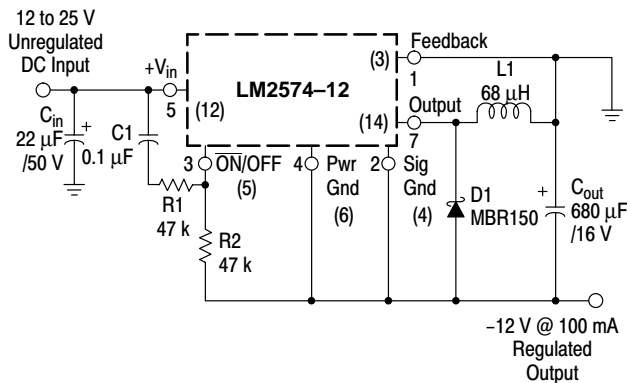 12 to 25 V
Unregulated
DC Input
+Vin
5
(12)
LM2574–12
(3)
Feedback
1
(14)
Output
7
L1
68 μH
Cin
22 μF
/50 V
+
C1
0.1 μF
3
ON/OFF
(5)
4
Pwr
Gnd
(6)
2
Sig
Gnd
(4)
R1
47 k
R2
47 k
D1
MBR150
+
Cout
680 μF
/16 V
–12 V @ 100 mA
Regulated
Output